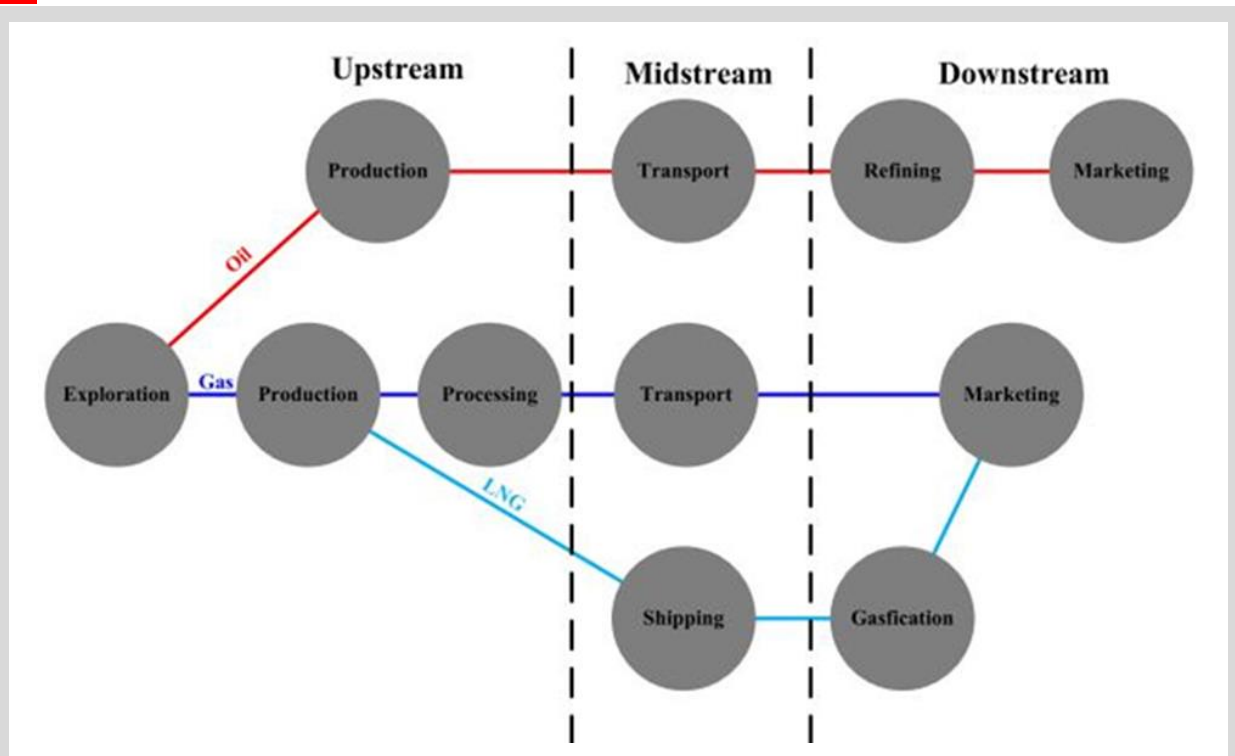 Upstream
Midstream
Downstream
Production
Transport
Refining
Marketing
Oil
Exploration
Gas
Production
Processing
Transport
Marketing
LNG
Shipping
Gasfication